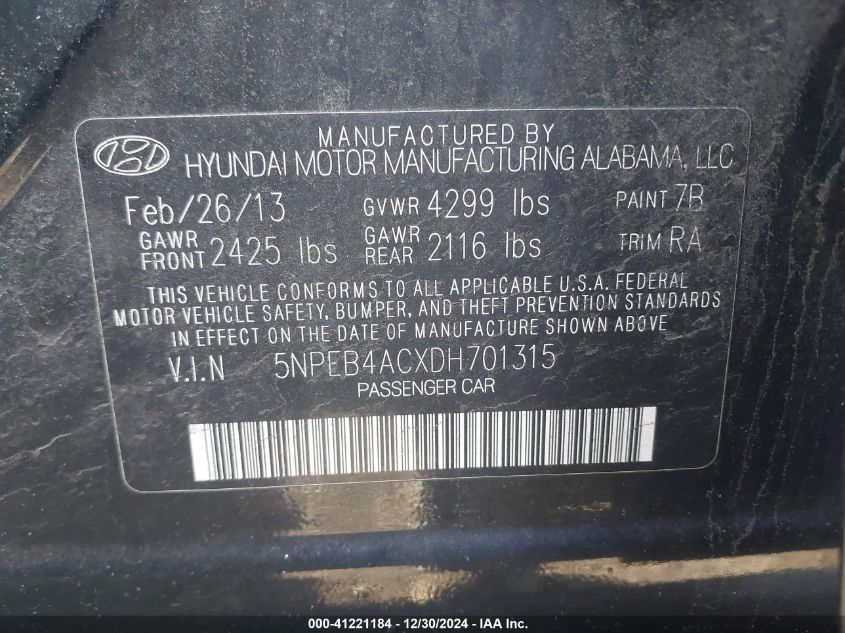 MANUFACTURED BY
HYUNDAI MOTOR MANUFACTURING ALABAMA, LLC
Feb/26/13 GVWR 4299 lbs PAINT 7B
GAWR FRONT 2425 lbs GAWR REAR 2116 lbs TRIM RA
THIS VEHICLE CONFORMS TO ALL APPLICABLE U.S.A. FEDERAL
MOTOR VEHICLE SAFETY, BUMPER, AND THEFT PREVENTION STANDARDS
IN EFFECT ON THE DATE OF MANUFACTURE SHOWN ABOVE
V.I.N 5NPEB4ACXDH701315
PASSENGER CAR
000-41221184 - 12/30/2024 - IAA Inc.